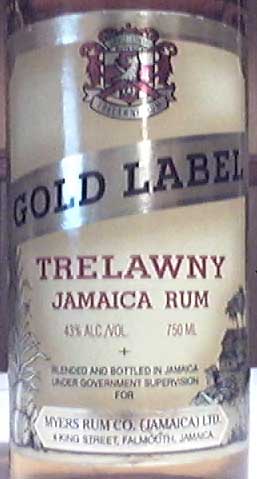 GOLD LABEL
TRELAWNY
JAMAICA RUM
43% ALC./VOL. 750 ML
+
BLENDED AND BOTTLED IN JAMAICA
UNDER GOVERNMENT SUPERVISION
FOR
MYERS RUM CO. (JAMAICA) LTD.
4 KING STREET, FALMOUTH, JAMAICA.